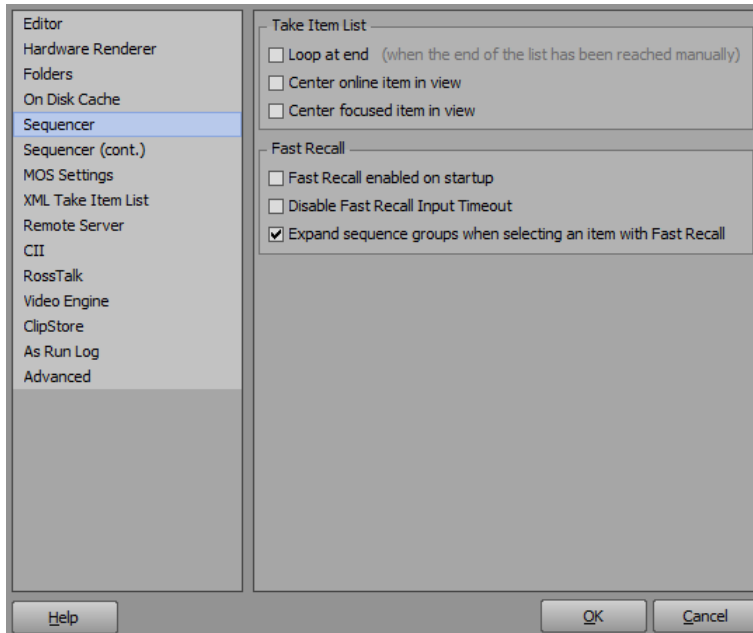 Editor
Hardware Renderer
Folders
On Disk Cache
Sequencer
Sequencer (cont.)
MOS Settings
XML Take Item List
Remote Server
CII
RossTalk
Video Engine
ClipStore
As Run Log
Advanced
Take Item List
Loop at end (when the end of the list has been reached manually)
Center online item in view
Center focused item in view
Fast Recall
Fast Recall enabled on startup
Disable Fast Recall Input Timeout
Expand sequence groups when selecting an item with Fast Recall
Help
OK
Cancel